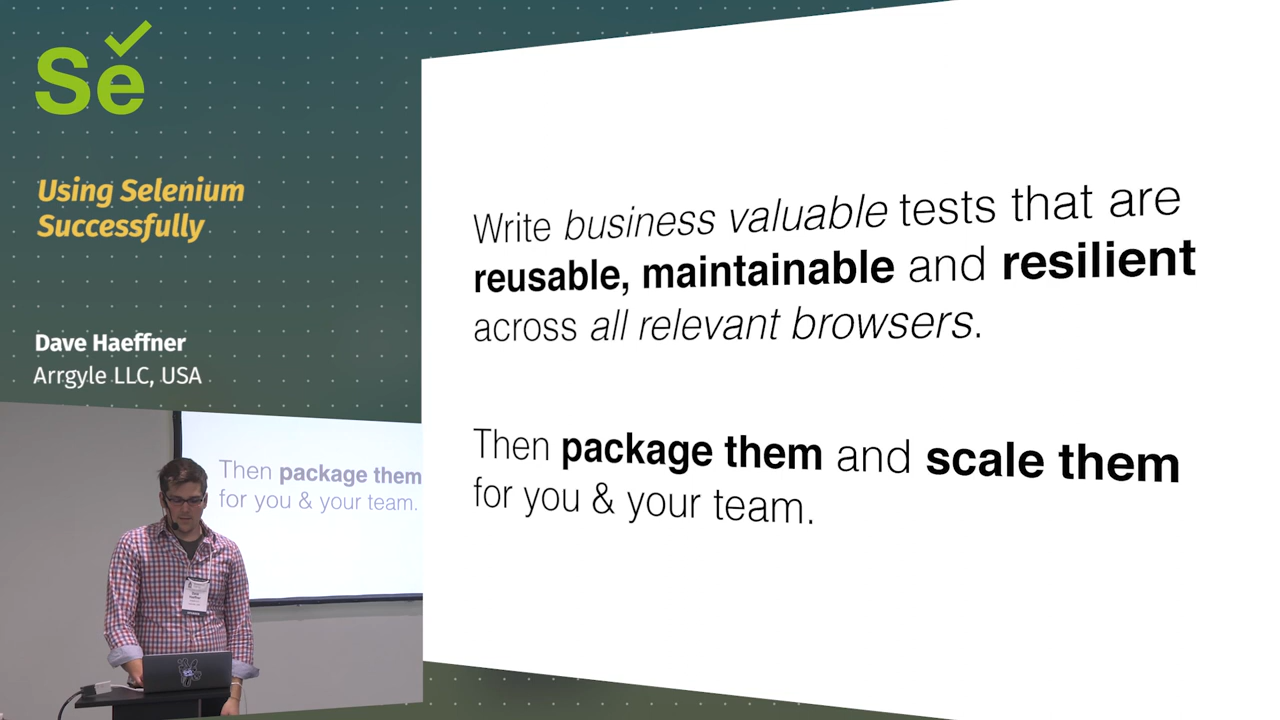 Se
Using Selenium
Successfully
Dave Haeffner
Arrgyle LLC, USA
Write business valuable tests that are
reusable, maintainable and resilient
across all relevant browsers.
Then package them and scale them
for you & your team.
Then package them
for you & your team.